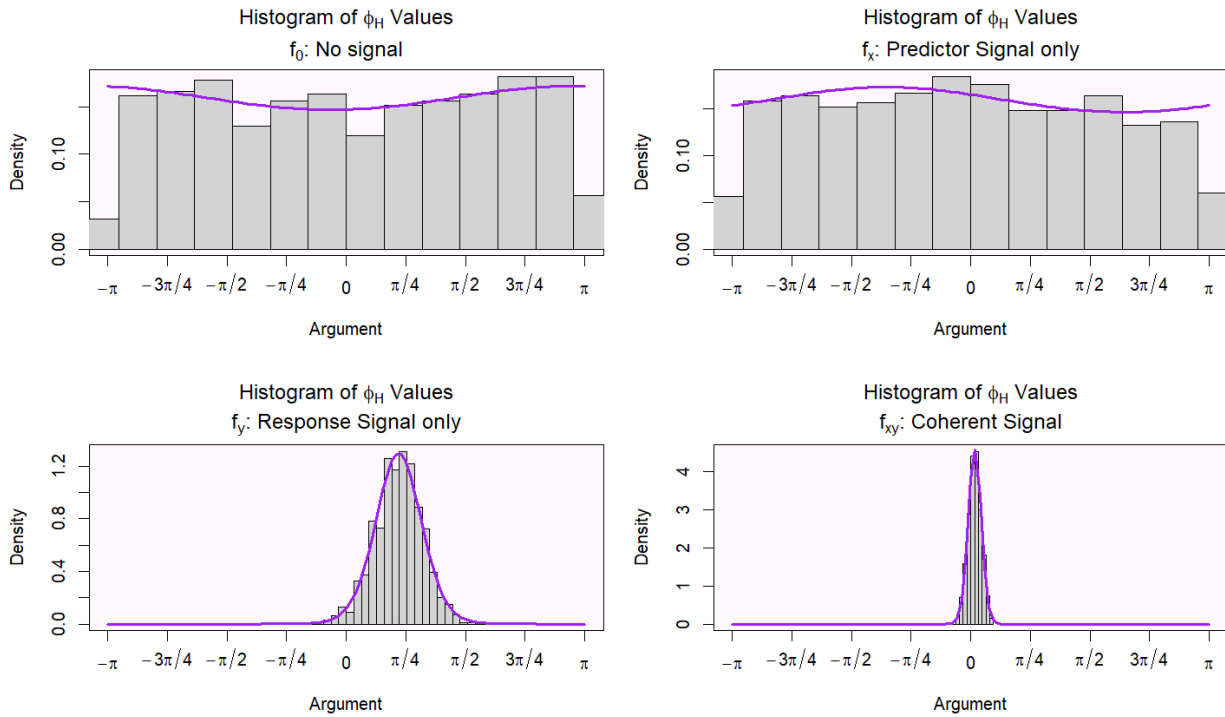 Histogram of ϕH Values
f0: No signal
Density
0.00
0.10
−π
−3π/4
−π/2
−π/4
0
π/4
π/2
3π/4
π
Argument
Histogram of ϕH Values
fx: Predictor Signal only
Density
0.00
0.10
−π
−3π/4
−π/2
−π/4
0
π/4
π/2
3π/4
π
Argument
Histogram of ϕH Values
fy: Response Signal only
Density
0.0
0.4
0.8
1.2
−π
−3π/4
−π/2
−π/4
0
π/4
π/2
3π/4
π
Argument
Histogram of ϕH Values
fxy: Coherent Signal
Density
0
1
2
3
4
−π
−3π/4
−π/2
−π/4
0
π/4
π/2
3π/4
π
Argument